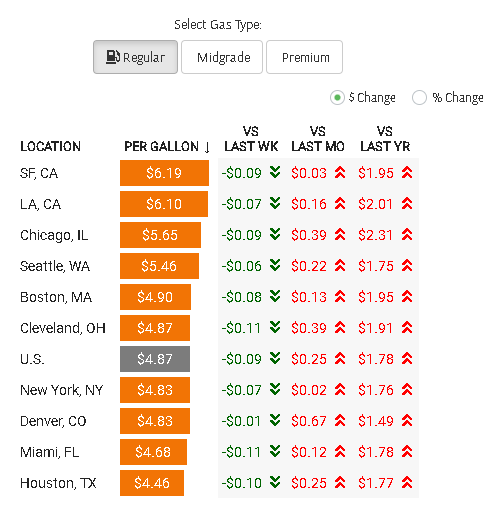 Select Gas Type:
Regular Midgrade Premium
$ Change % Change
LOCATION PER GALLON ↓ VS LAST WK VS LAST MO VS LAST YR
SF, CA $6.19 -$0.09 $0.03 $1.95
LA, CA $6.10 -$0.07 $0.16 $2.01
Chicago, IL $5.65 -$0.09 $0.39 $2.31
Seattle, WA $5.46 -$0.06 $0.22 $1.75
Boston, MA $4.90 -$0.08 $0.13 $1.95
Cleveland, OH $4.87 -$0.11 $0.39 $1.91
U.S. $4.87 -$0.09 $0.25 $1.78
New York, NY $4.83 -$0.07 $0.02 $1.76
Denver, CO $4.83 -$0.01 $0.67 $1.49
Miami, FL $4.68 -$0.11 $0.12 $1.78
Houston, TX $4.46 -$0.10 $0.25 $1.77